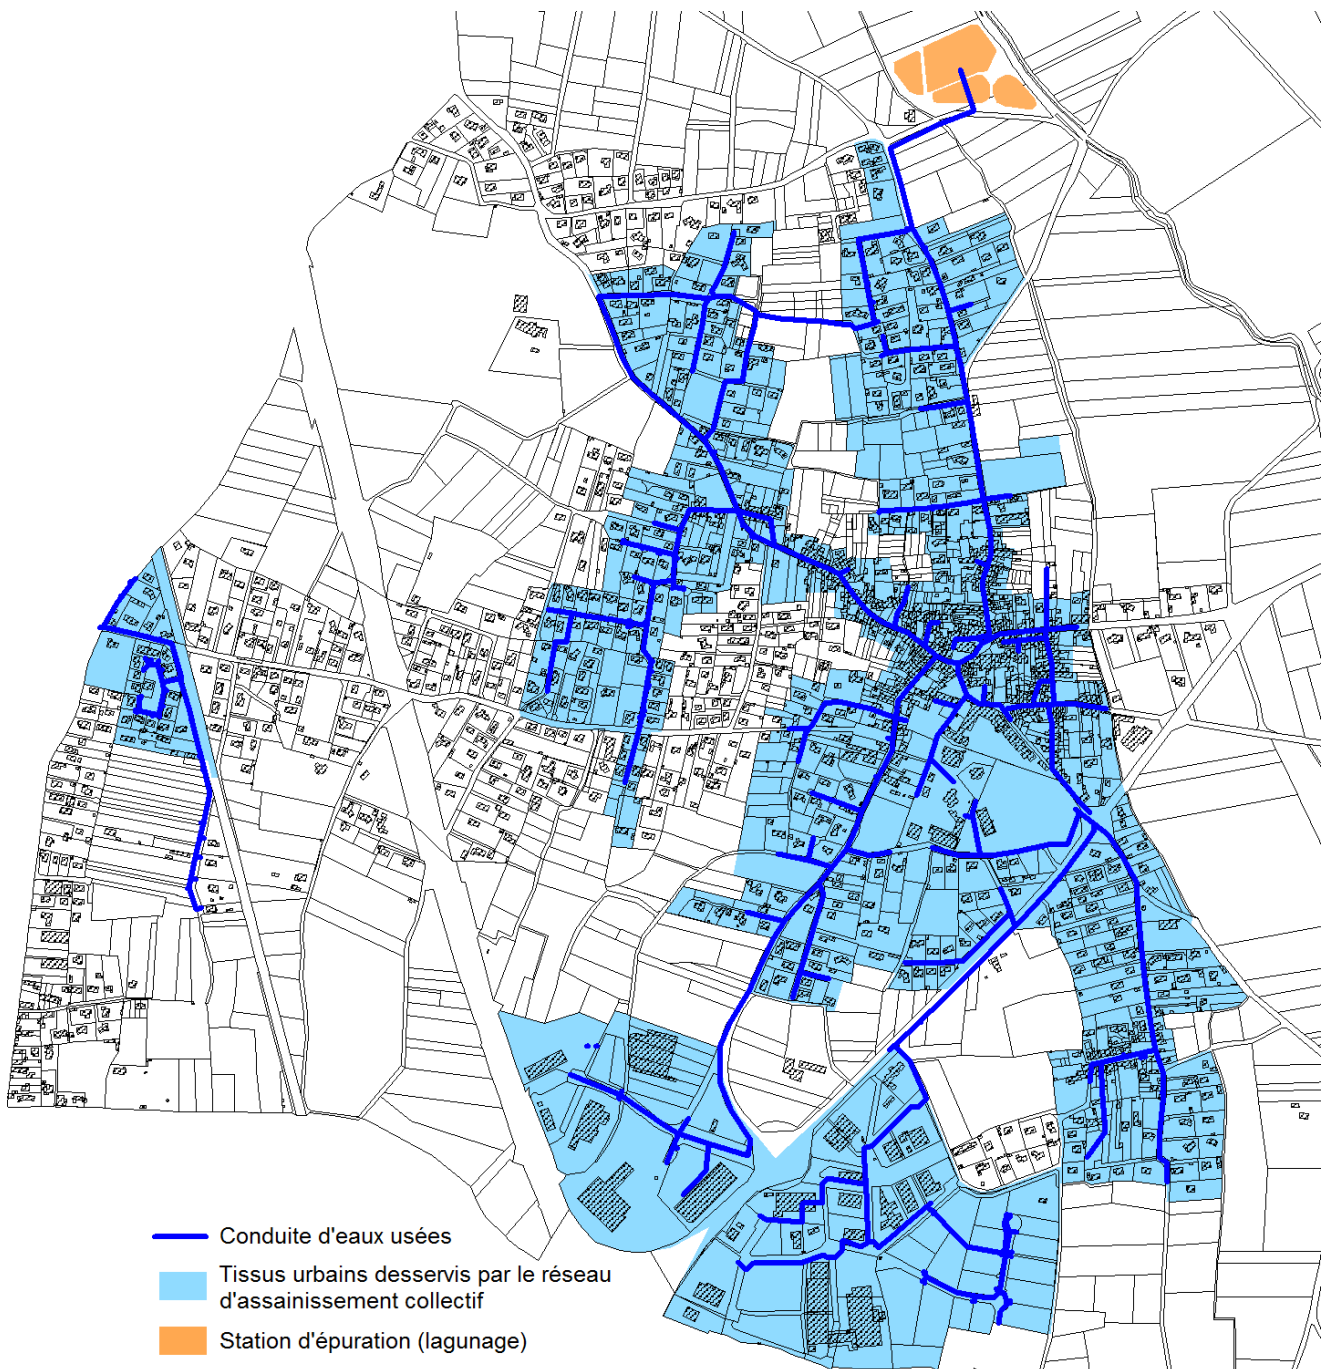 Conduite d'eaux usées
Tissus urbains desservis par le réseau
d'assainissement collectif
Station d'épuration (lagunage)